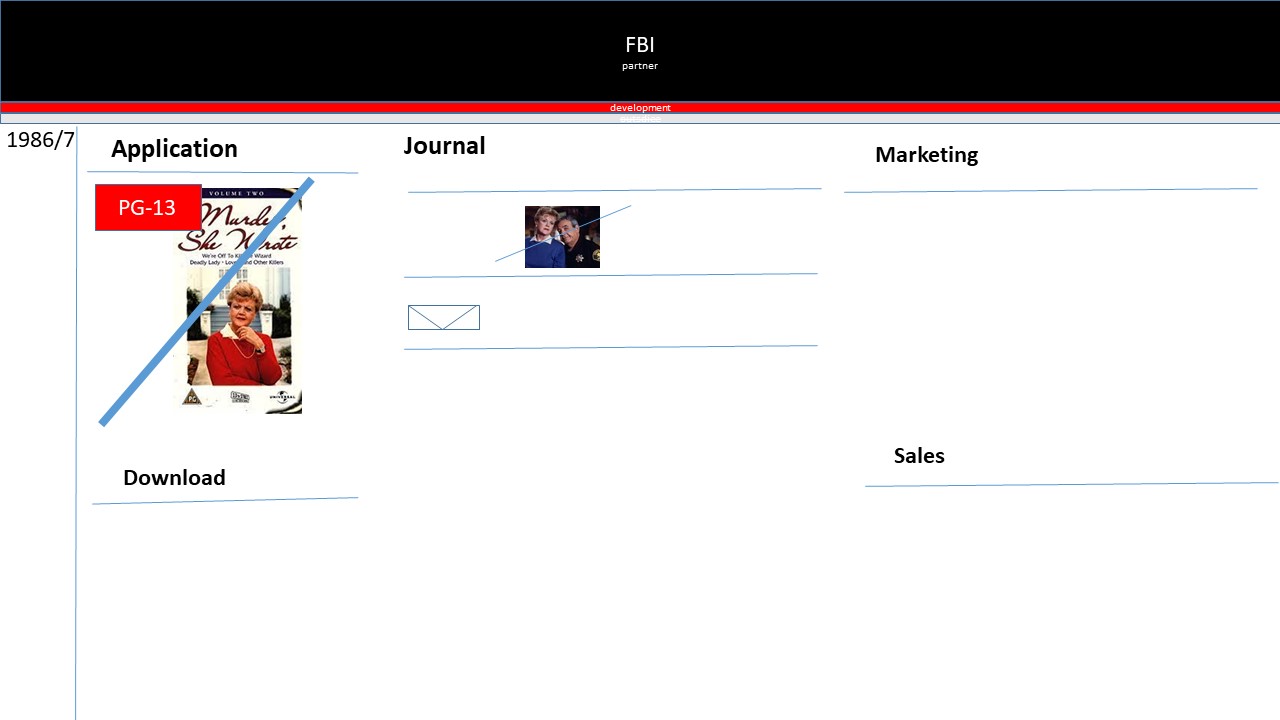 FBI
partner
development
1986/7
Application
Journal
Marketing
PG-13
VOLUME TWO
Murder,
She Wrote
We're Off To Kill The Wizard
Deadly Lady • Lovers and Other Killers
PG
UNIVERSAL
Download
Sales